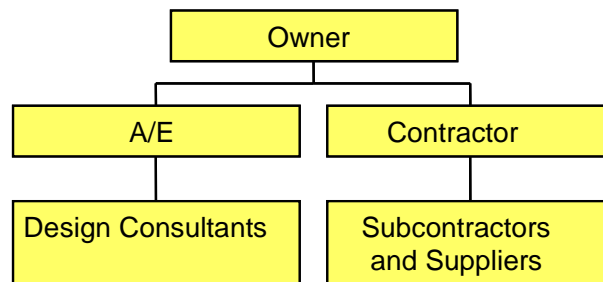 Owner
A/E
Contractor
Design Consultants
Subcontractors
and Suppliers